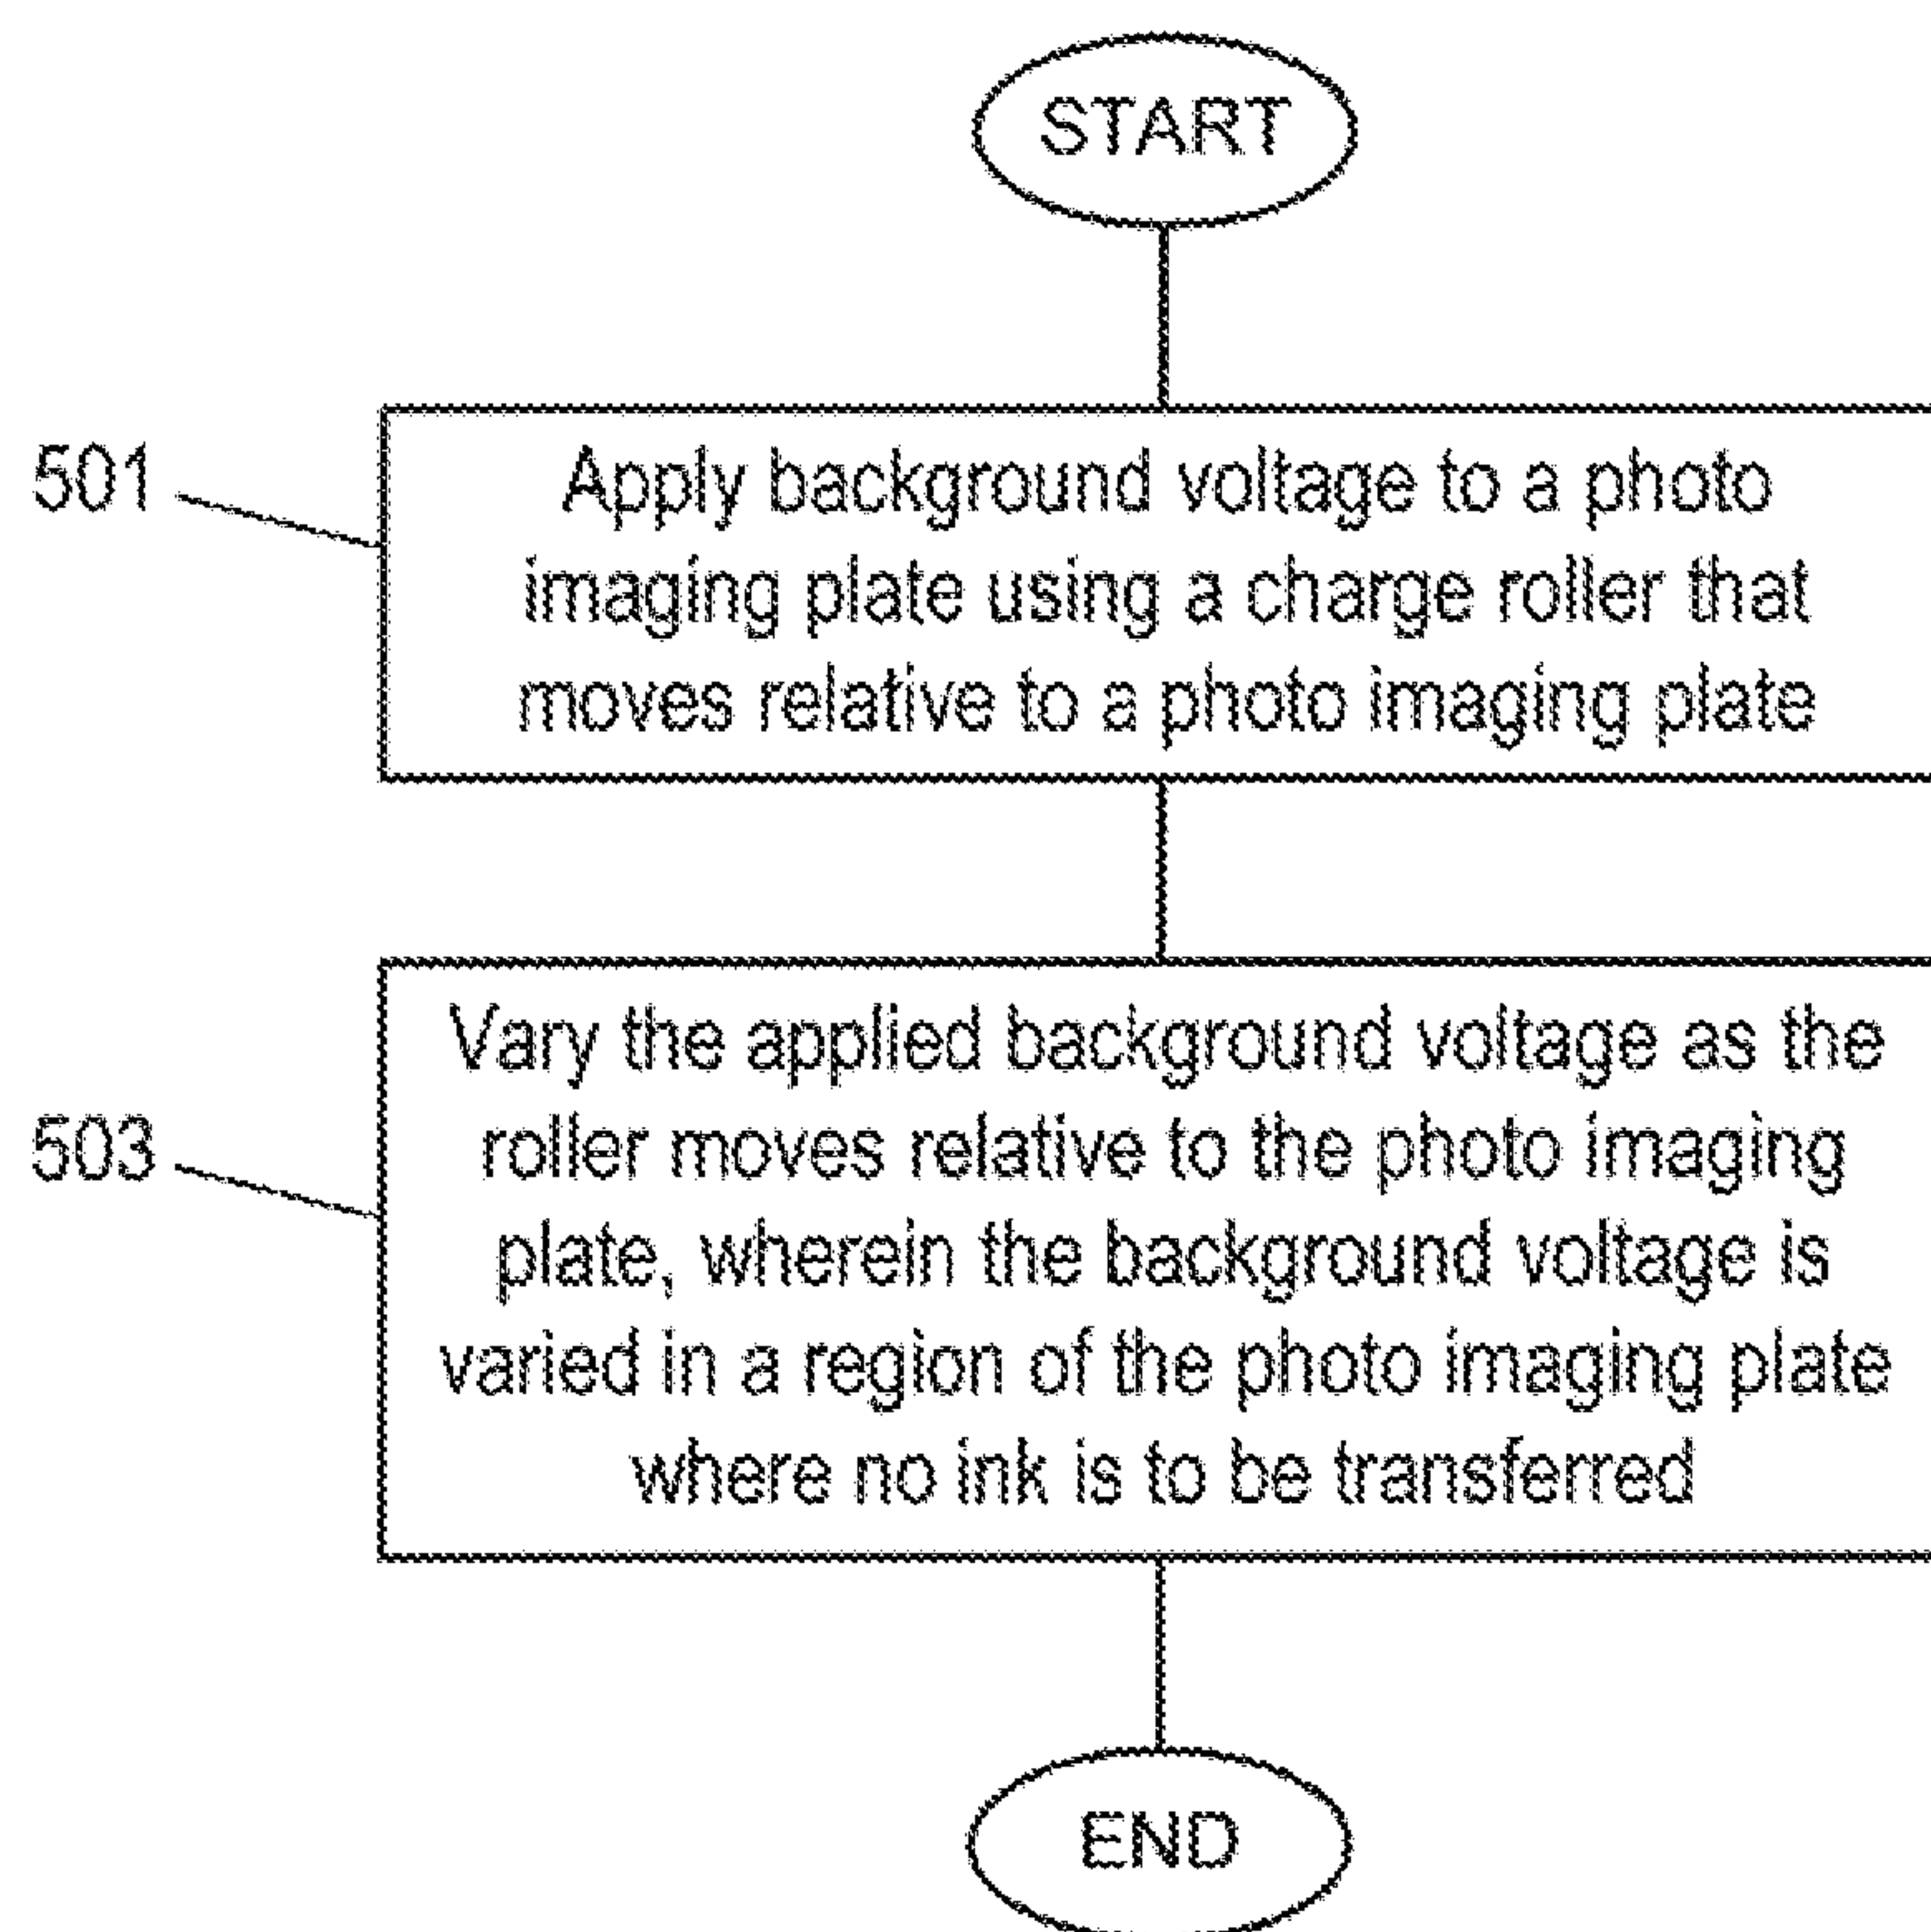 START
501
Apply background voltage to a photo
imaging plate using a charge roller that
moves relative to a photo imaging plate
503
Vary the applied background voltage as the
roller moves relative to the photo imaging
plate, wherein the background voltage is
varied in a region of the photo imaging plate
where no ink is to be transferred
END